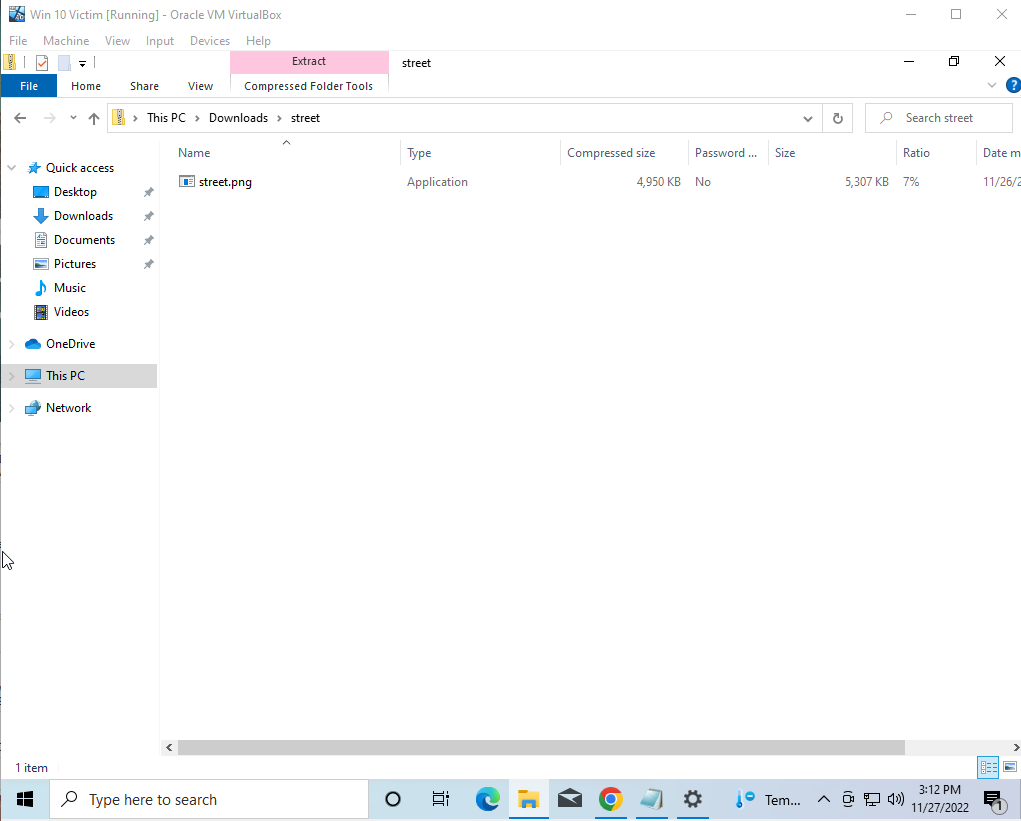 Win 10 Victim [Running] - Oracle VM VirtualBox
File Machine View Input Devices Help
Extract street
File Home Share View Compressed Folder Tools
This PC › Downloads › street Search street
Name Type Compressed size Password ... Size Ratio Date m
street.png Application 4,950 KB No 5,307 KB 7% 11/26/2
Quick access
Desktop
Downloads
Documents
Pictures
Music
Videos
OneDrive
This PC
Network
1 item
Type here to search Tem... 3:12 PM
11/27/2022 1